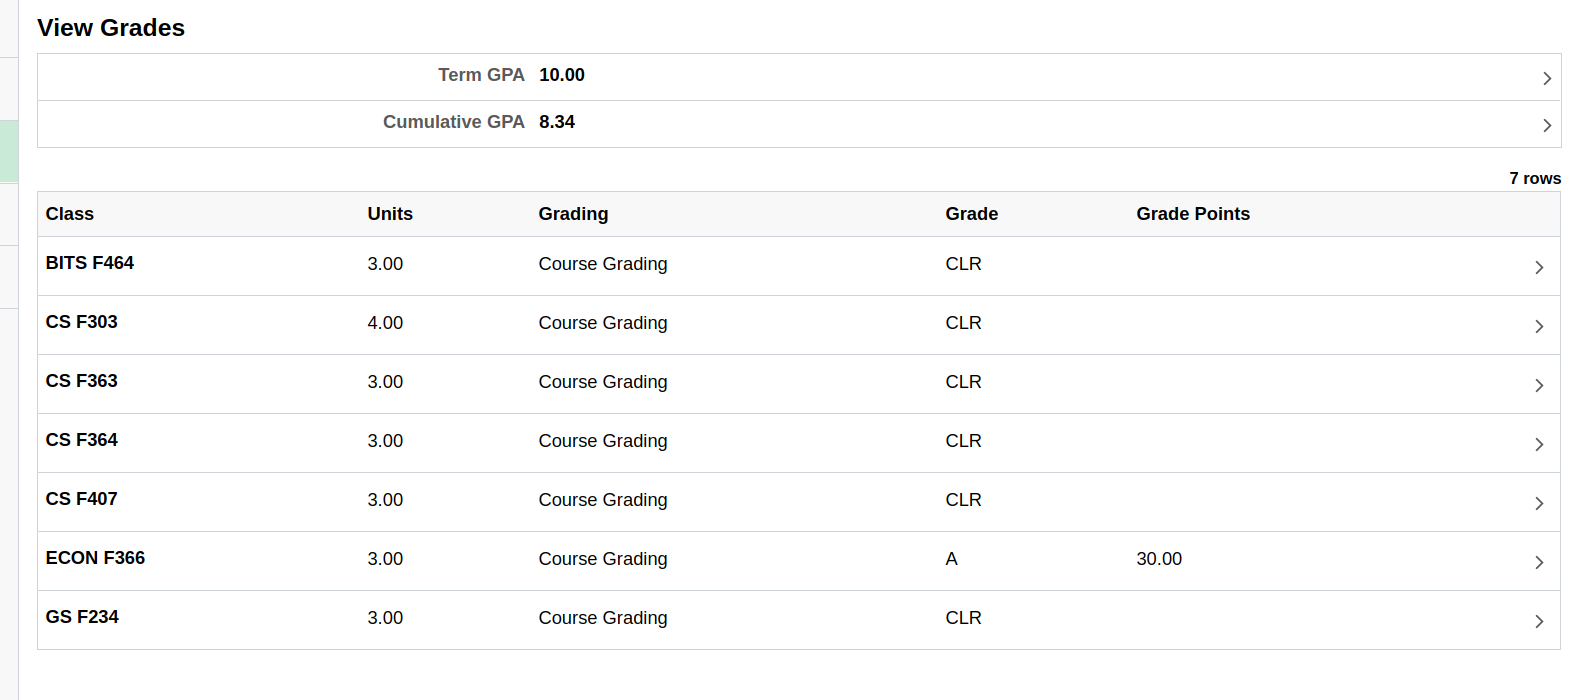 View Grades
Term GPA 10.00
Cumulative GPA 8.34
7 rows
Class Units Grading Grade Grade Points
BITS F464 3.00 Course Grading CLR
CS F303 4.00 Course Grading CLR
CS F363 3.00 Course Grading CLR
CS F364 3.00 Course Grading CLR
CS F407 3.00 Course Grading CLR
ECON F366 3.00 Course Grading A 30.00
GS F234 3.00 Course Grading CLR